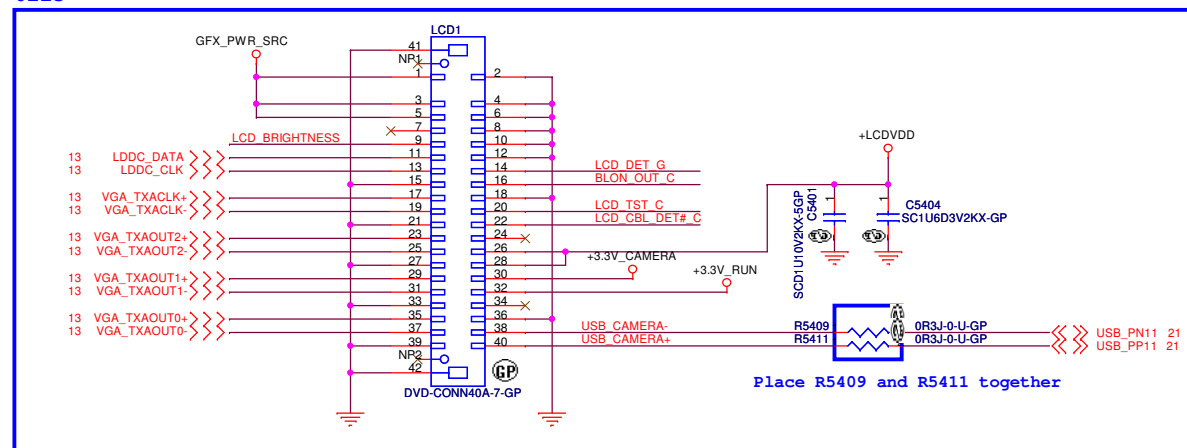 LCD1
GFX_PWR_SRC
41
NP1
1 2
3 4
5 6
7 8
LCD_BRIGHTNESS 9 10
13 LDDC_DATA 11 12
13 LDDC_CLK 13 14 LCD_DET_G
15 16 BLON_OUT_C
13 VGA_TXACLK+ 17 18
13 VGA_TXACLK- 19 20 LCD_TST_C
21 22 LCD_CBL_DET#_C
13 VGA_TXAOUT2+ 23 24
13 VGA_TXAOUT2- 25 26
27 28
13 VGA_TXAOUT1+ 29 30 +3.3V_CAMERA
13 VGA_TXAOUT1- 31 32 +3.3V_RUN
33 34
13 VGA_TXAOUT0+ 35 36
13 VGA_TXAOUT0- 37 38 USB_CAMERA-
39 40 USB_CAMERA+
NP2
42
GP
DVD-CONN40A-7-GP
+LCDVDD
1 2
C5401
SCD1U10V2KX-5GP
1 2
C5404
SC1U6D3V2KX-GP
R5409 0R3J-0-U-GP USB_PN11 21
R5411 0R3J-0-U-GP USB_PP11 21
Place R5409 and R5411 together